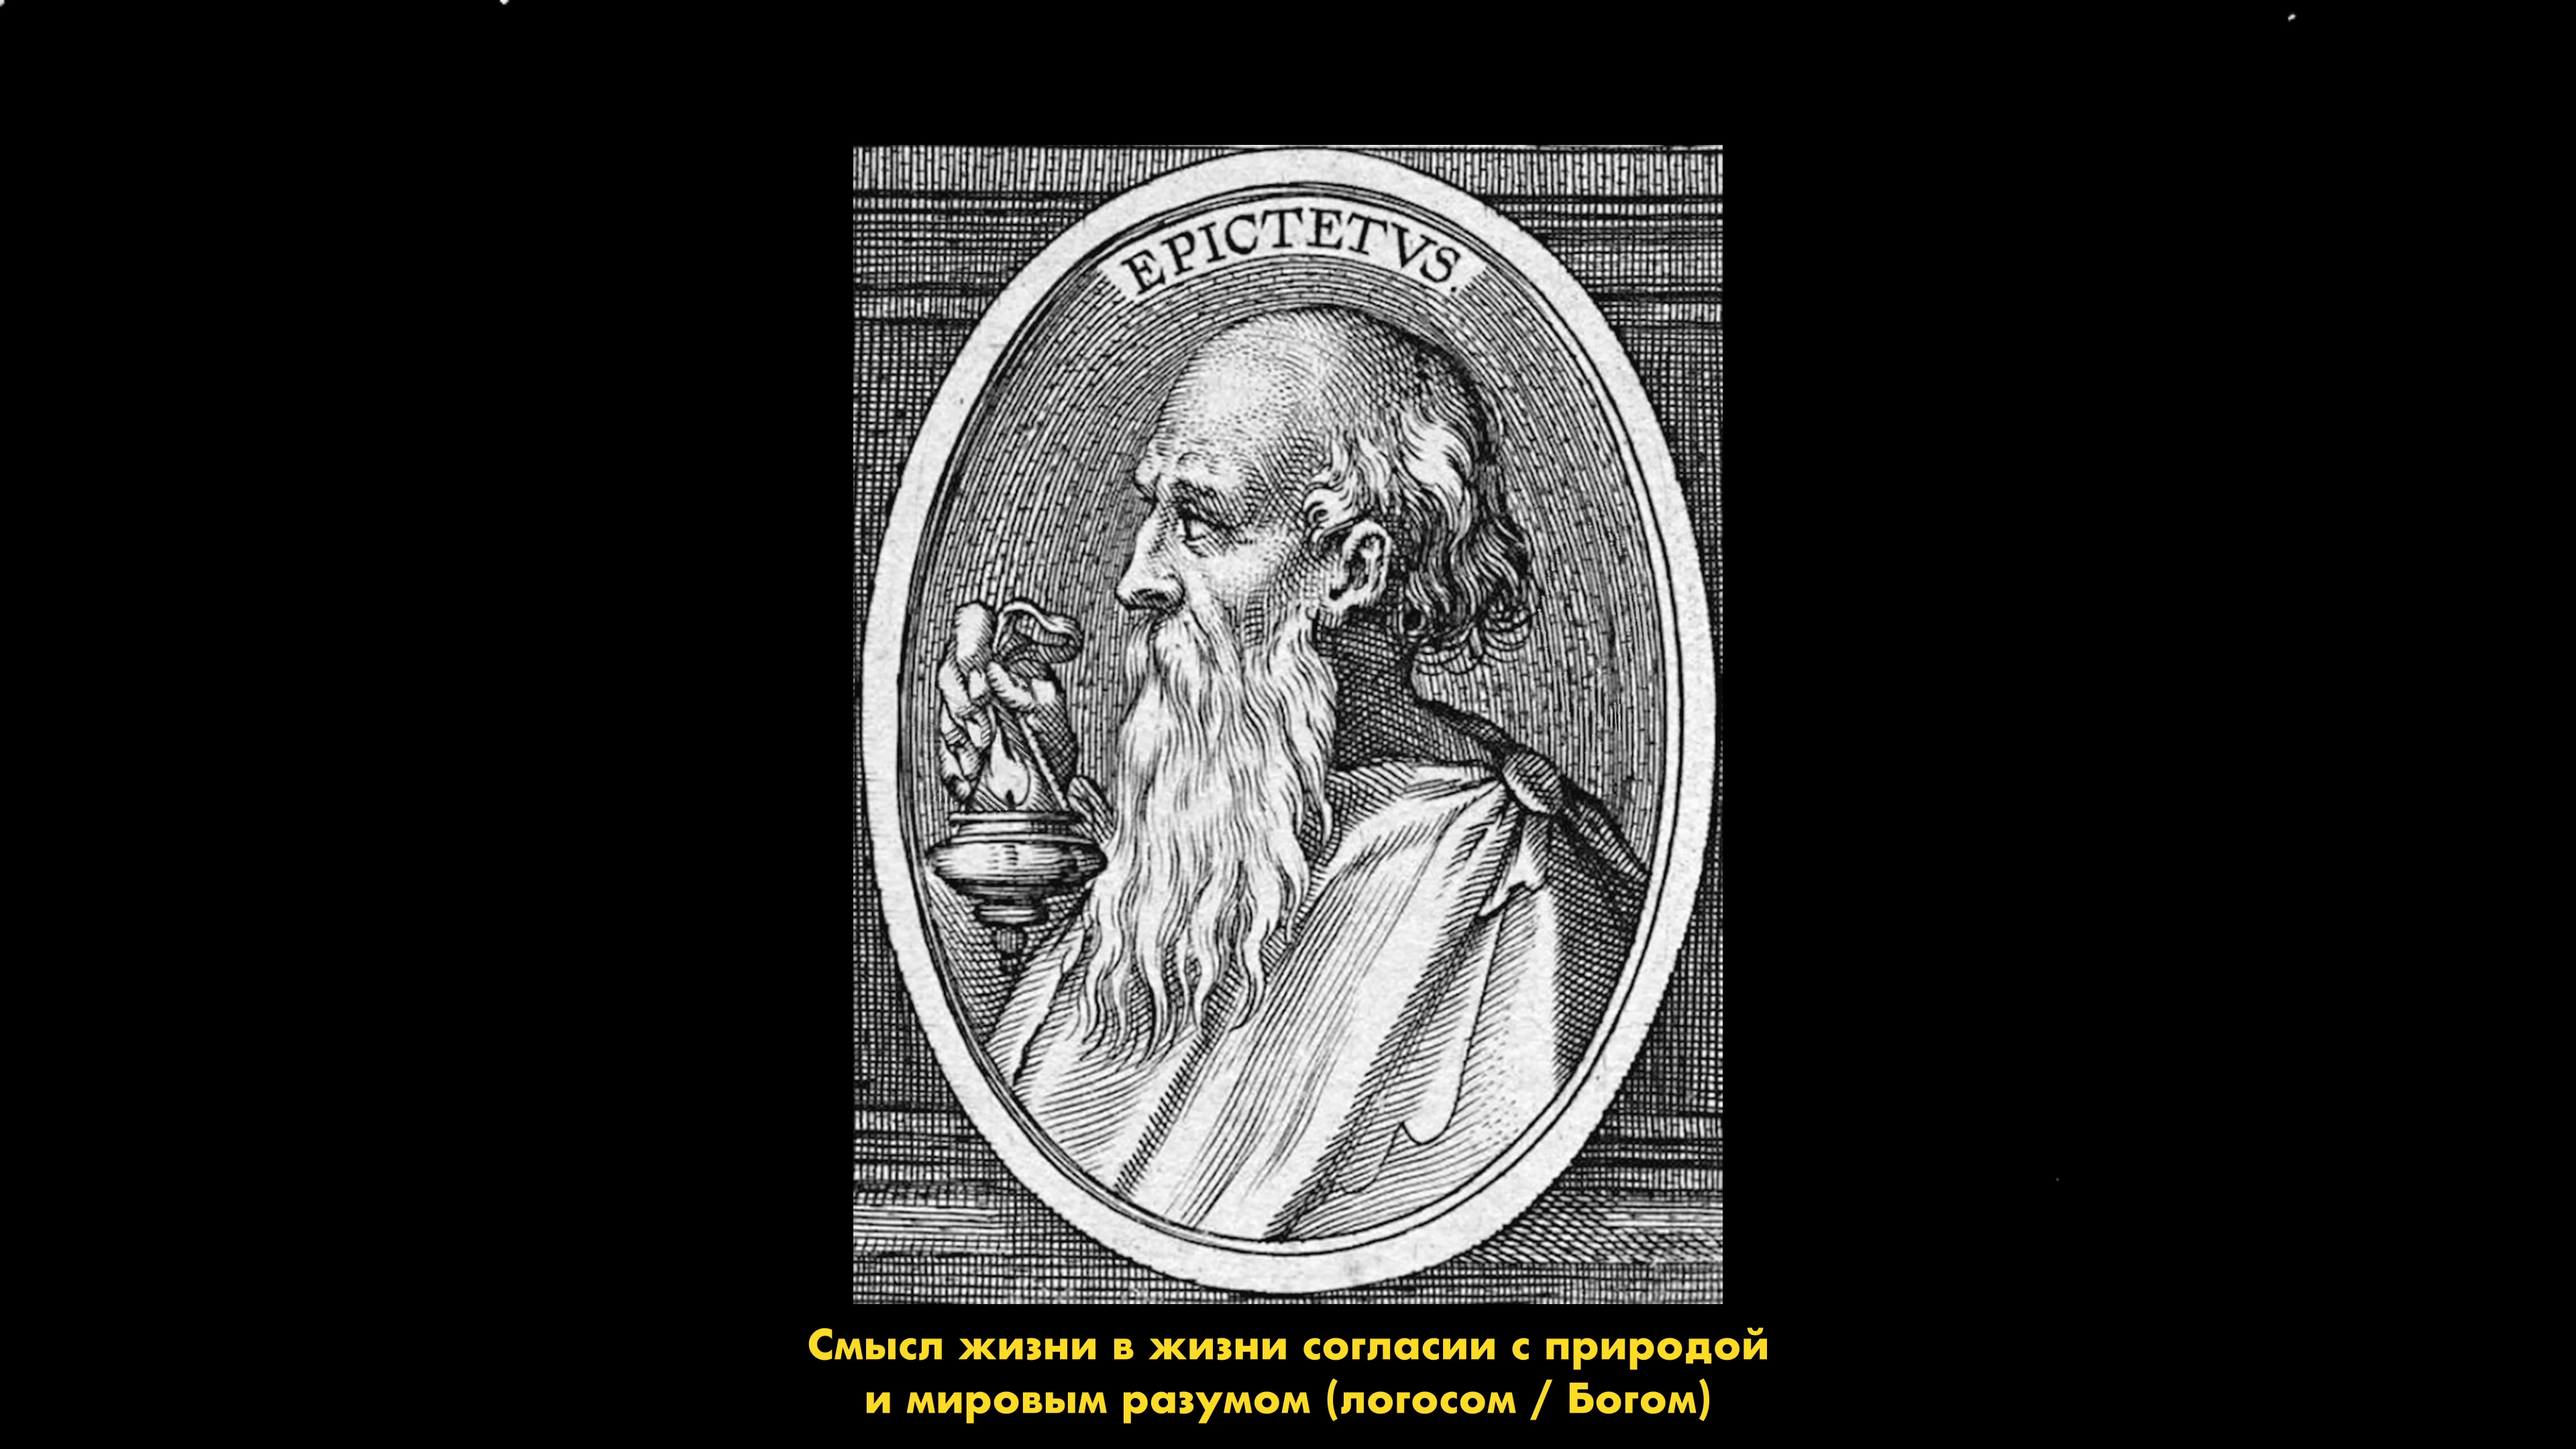 EPICTETVS.
Смысл жизни в жизни согласии с природой
и мировым разумом (логосом / Богом)